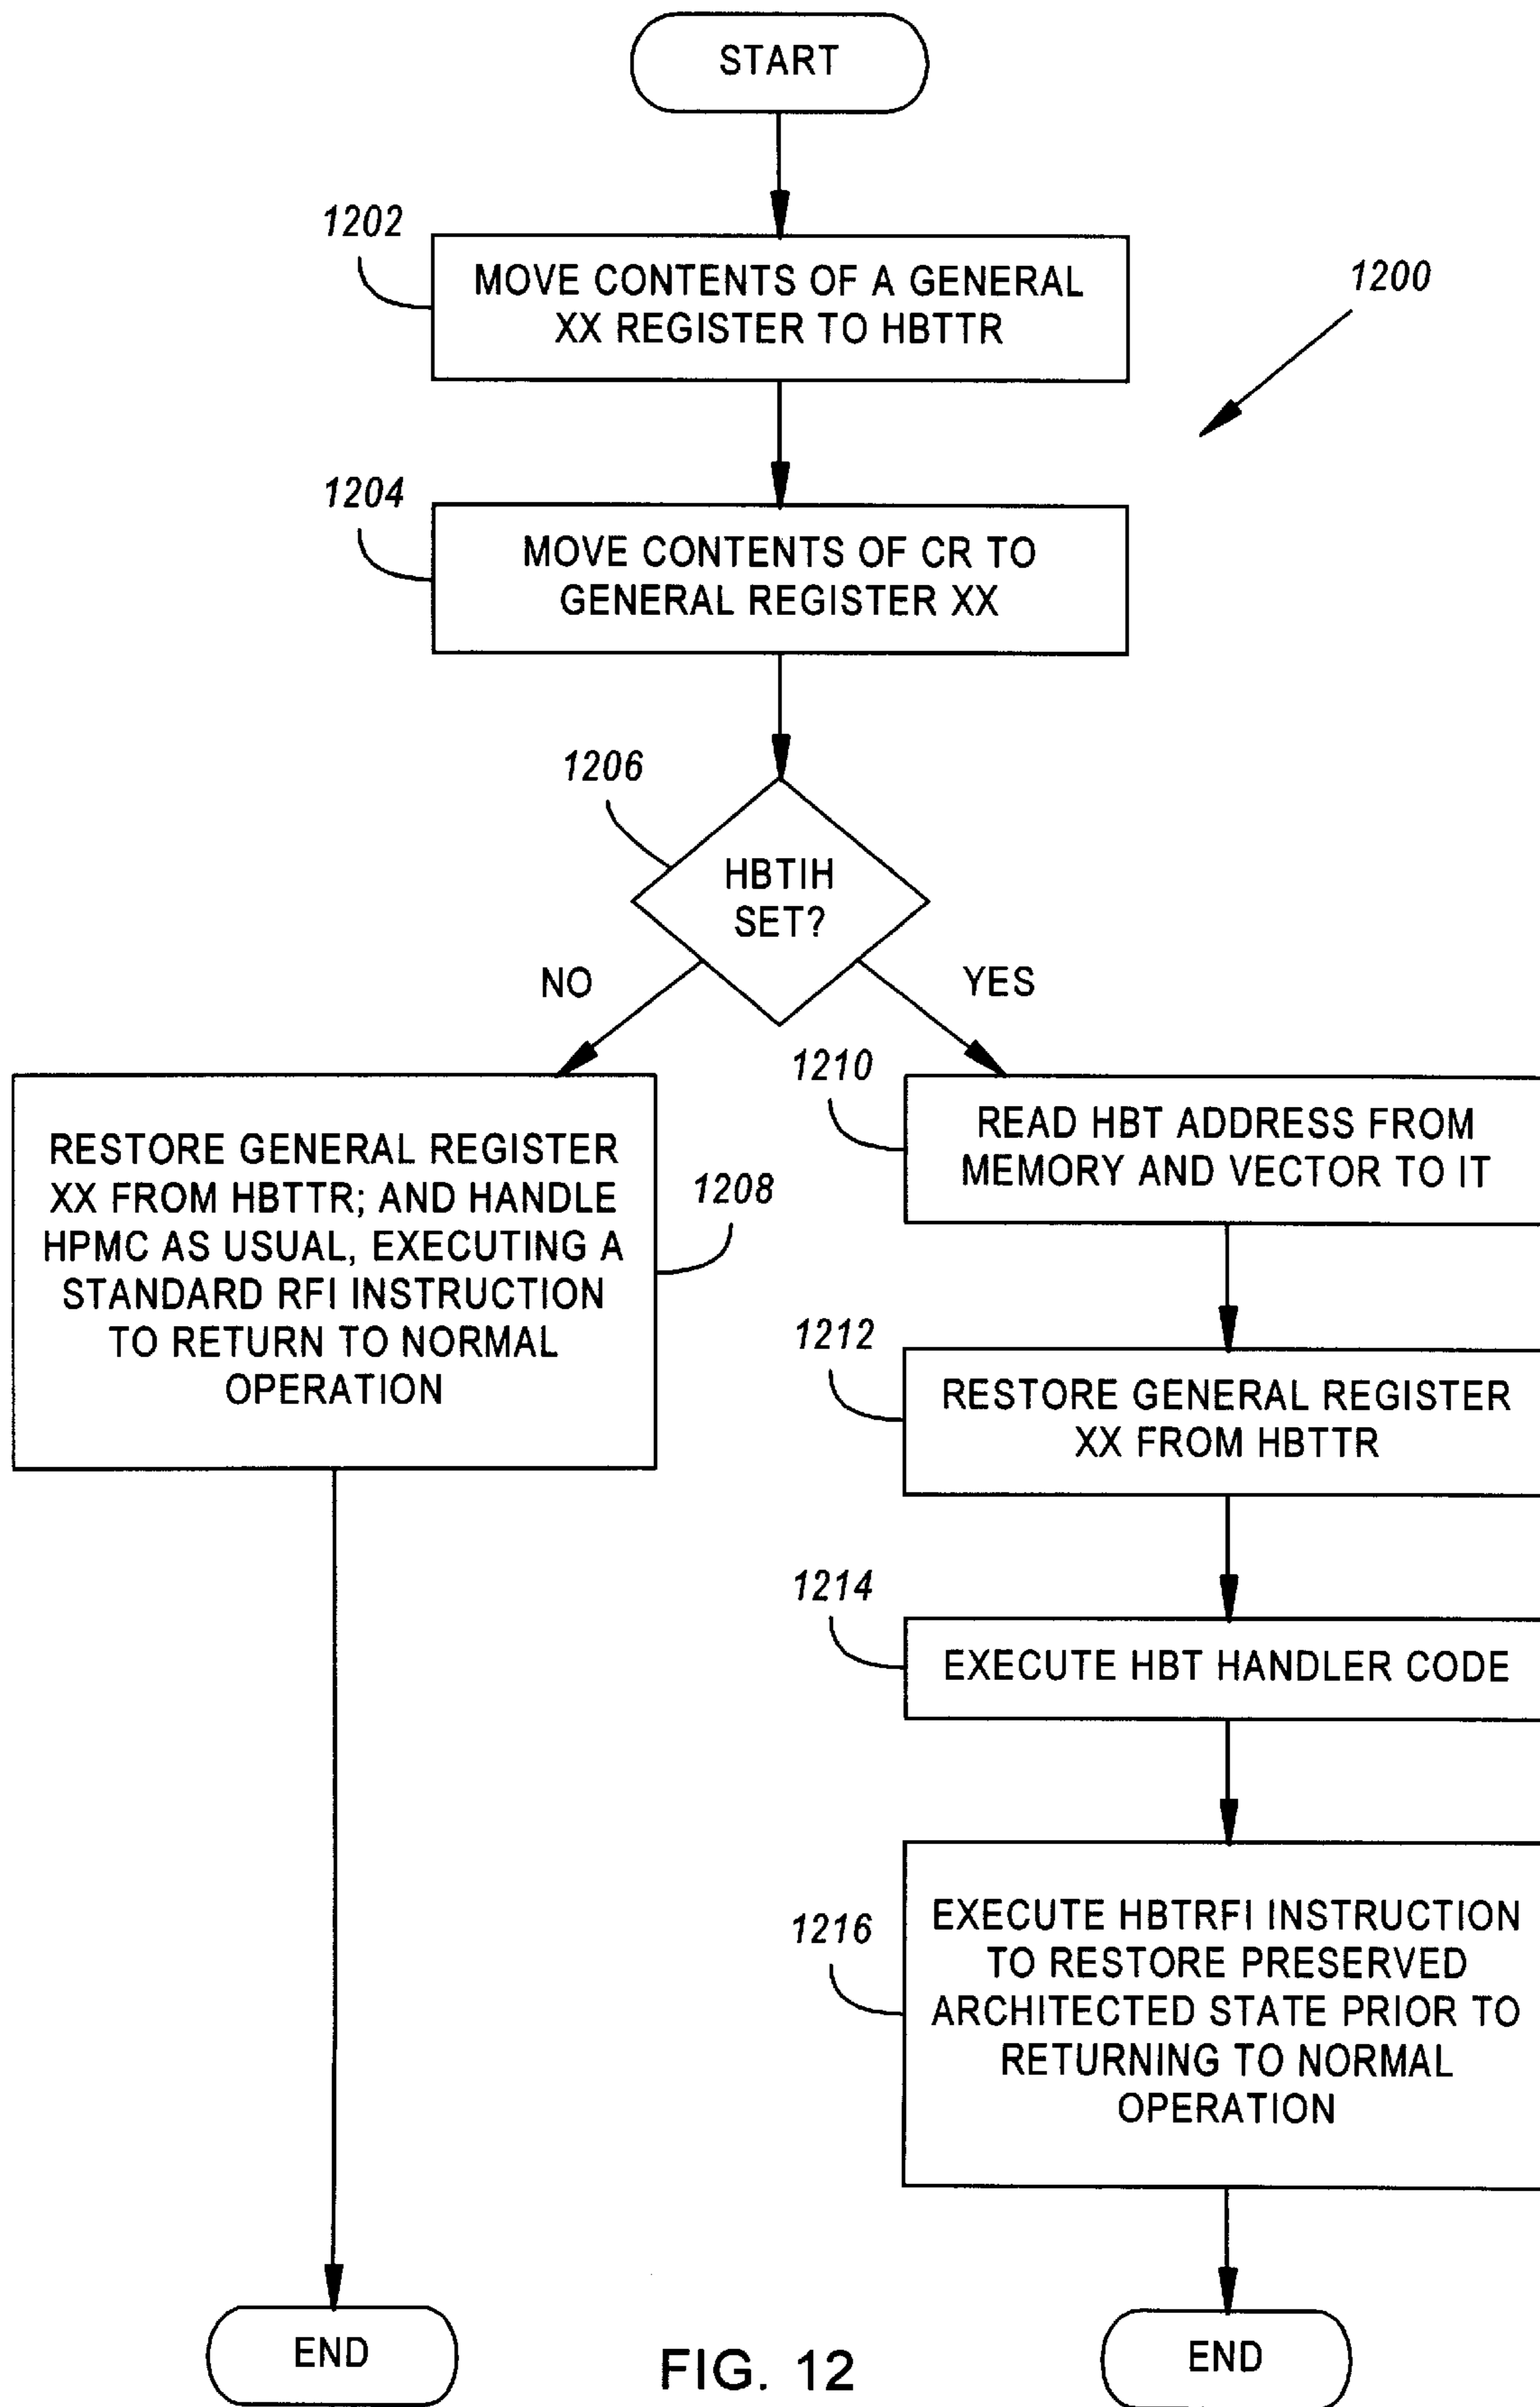 START
1202
MOVE CONTENTS OF A GENERAL
XX REGISTER TO HBTTR
1200
1204
MOVE CONTENTS OF CR TO
GENERAL REGISTER XX
1206
HBTIH
SET?
NO
YES
RESTORE GENERAL REGISTER
XX FROM HBTTR; AND HANDLE
HPMC AS USUAL, EXECUTING A
STANDARD RFI INSTRUCTION
TO RETURN TO NORMAL
OPERATION
1208
1210
READ HBT ADDRESS FROM
MEMORY AND VECTOR TO IT
1212
RESTORE GENERAL REGISTER
XX FROM HBTTR
1214
EXECUTE HBT HANDLER CODE
1216
EXECUTE HBTRFI INSTRUCTION
TO RESTORE PRESERVED
ARCHITECTED STATE PRIOR TO
RETURNING TO NORMAL
OPERATION
END
END
FIG. 12